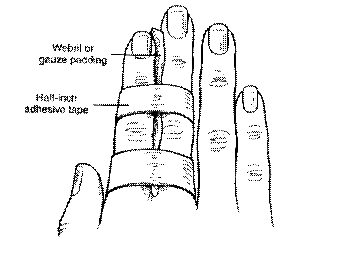 Webril or
gauze padding
Half-inch
adhesive tape